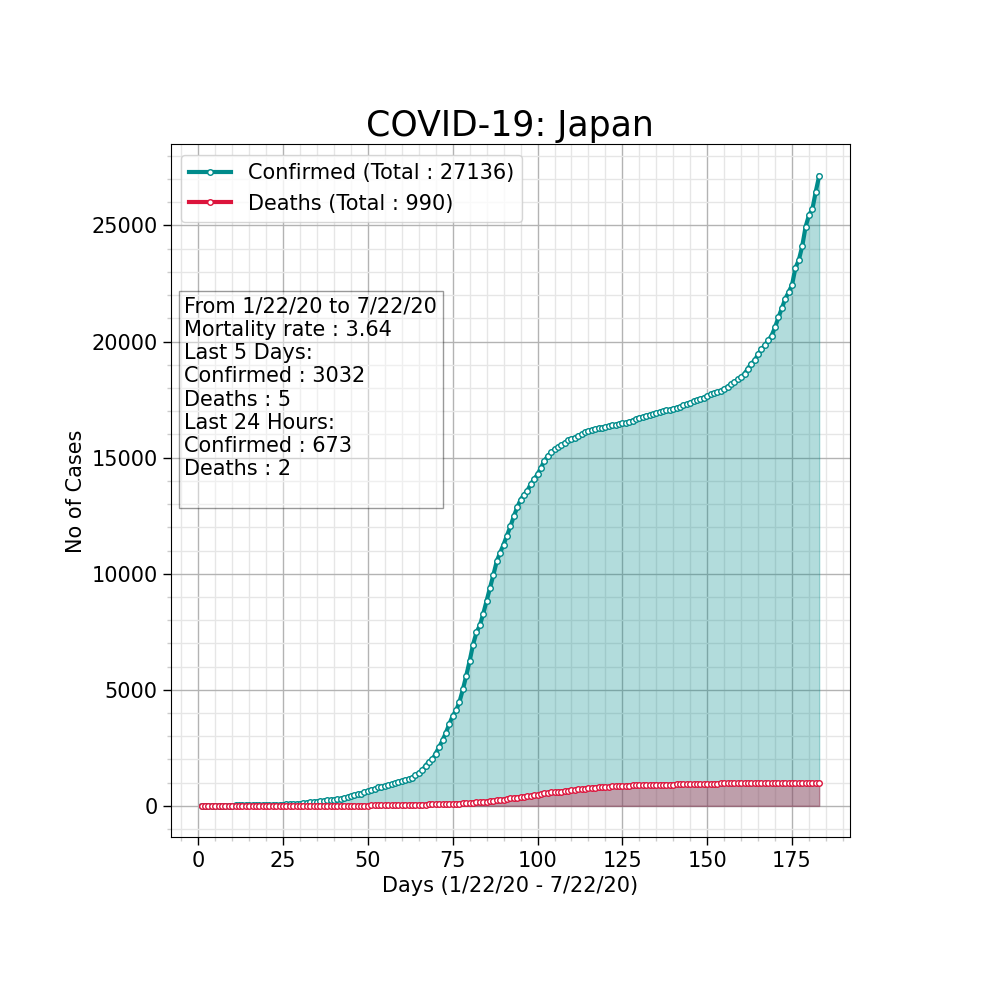 COVID-19: Japan
Confirmed (Total : 27136)
Deaths (Total : 990)
From 1/22/20 to 7/22/20
Mortality rate : 3.64
Last 5 Days:
Confirmed : 3032
Deaths : 5
Last 24 Hours:
Confirmed : 673
Deaths : 2
No of Cases
25000
20000
15000
10000
5000
0
0 25 50 75 100 125 150 175
Days (1/22/20 - 7/22/20)